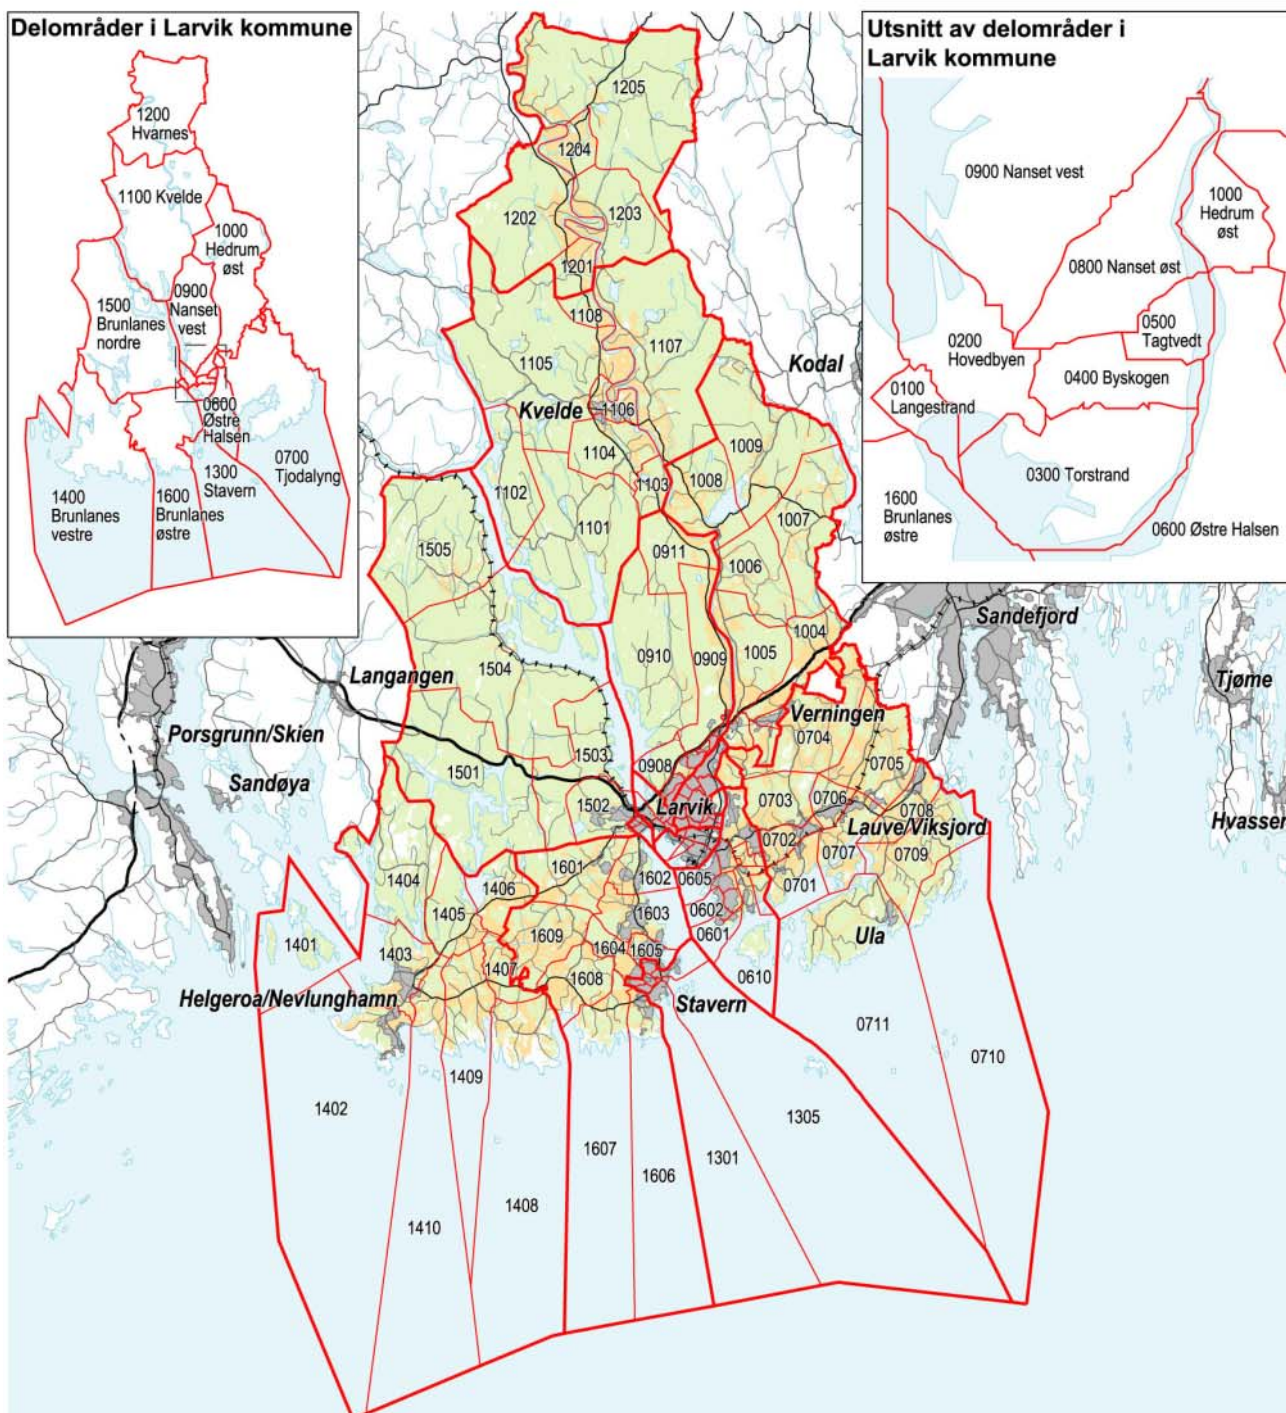 Delområder i Larvik kommune
1200
Hvarnes
1100 Kvelde
1000
Hedrum
øst
0900
Nanset
vest
1500
Brunlanes
nordre
0600
Østre
Halsen
0700
Tjodalyng
1300
Stavern
1400
Brunlanes
vestre
1600
Brunlanes
østre
Utsnitt av delområder i
Larvik kommune
0900 Nanset vest
1000
Hedrum
øst
0800 Nanset øst
0500
Tagtvedt
0200
Hovedbyen
0400 Byskogen
0100
Langestrand
0300 Torstrand
1600
Brunlanes
østre
0600 Østre Halsen
1205
1204
1202
1203
1201
1108
1107
1105
Kodal
Kvelde
1106
1104
1009
1102
1103
1008
1101
1007
1505
0911
1006
Sandefjord
1004
1504
0910
0909
1005
Langangen
Tjøme
Verningen
Porsgrunn/Skien
0704
1503
0908
0705
Sandøya
1501
1502
Larvik
0703
0706
0708
Hvasser
Lauve/Viksjord
0702
0707
0709
1601
1404
1406
1602
0605
0701
1405
1603
0602
0601
1401
1403
1609
1604
1605
Ula
1407
1608
0610
Helgeroa/Nevlunghamn
Stavern
0711
0710
1409
1402
1305
1607
1301
1606
1408
1410